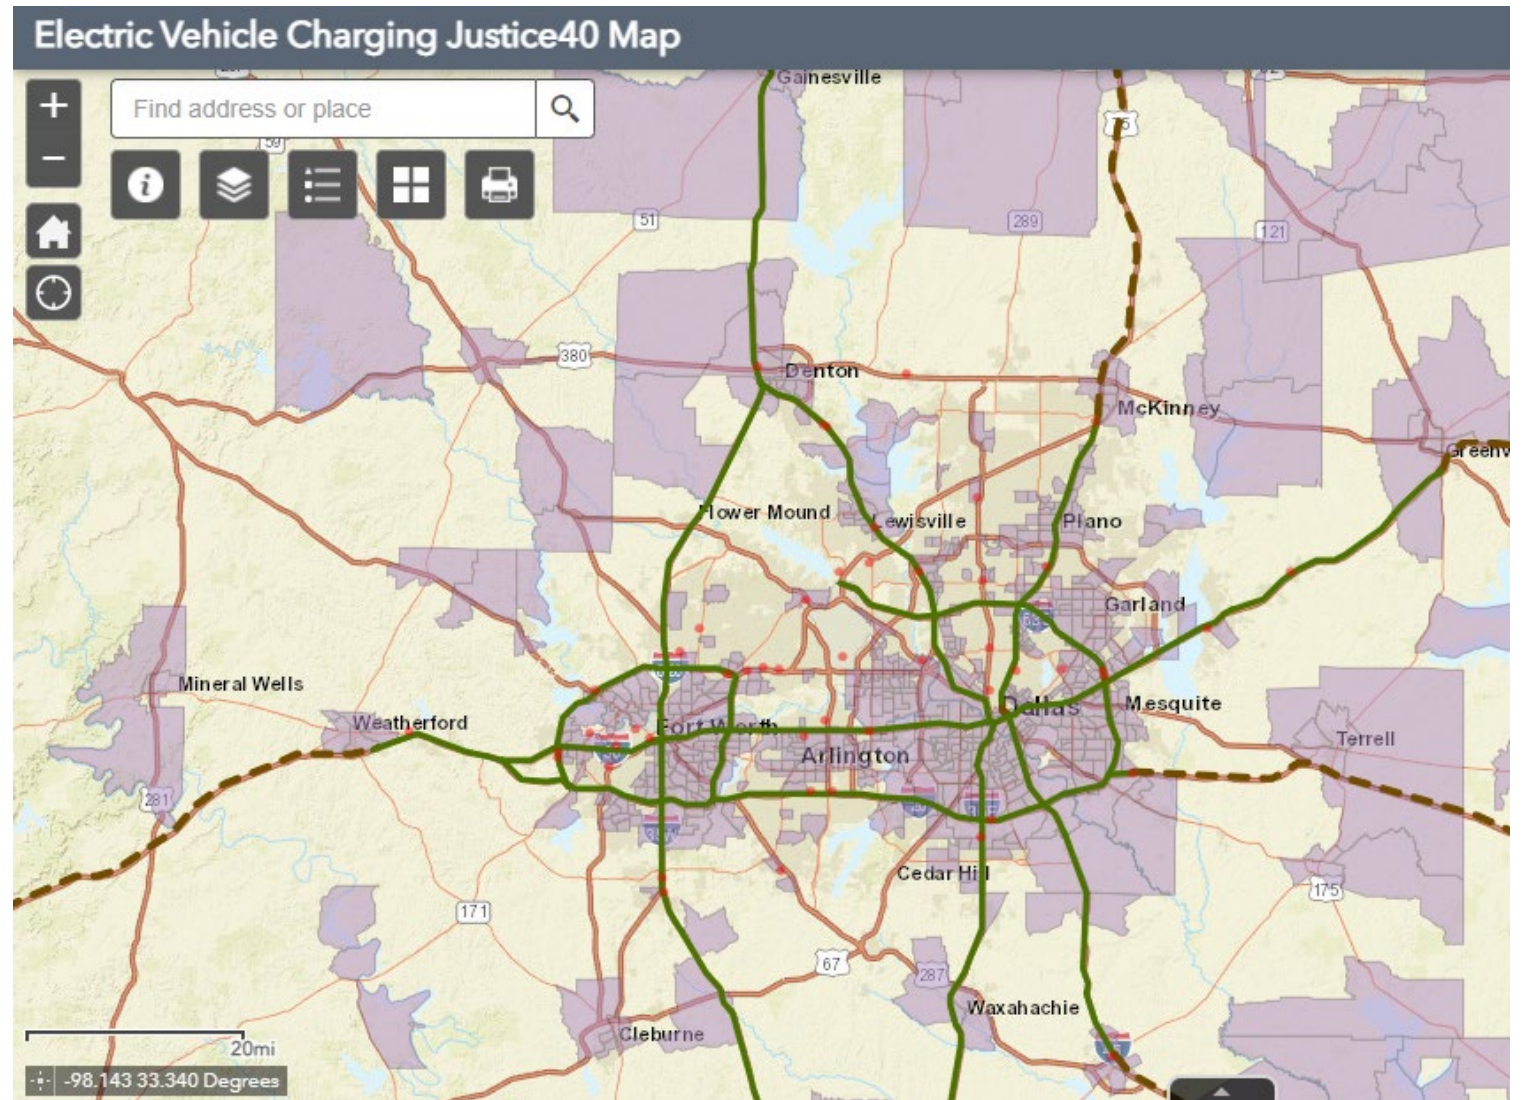 Electric Vehicle Charging Justice40 Map
+
Find address or place
−
Gainesville
75
59
51
289
121
380
Denton
McKinney
Flower Mound
Lewisville
Plano
Garland
Mineral Wells
Weatherford
Fort Worth
Dallas
Mesquite
Arlington
Terrell
281
Cedar Hill
175
171
67
287
Waxahachie
Cleburne
20mi
-98.143 33.340 Degrees